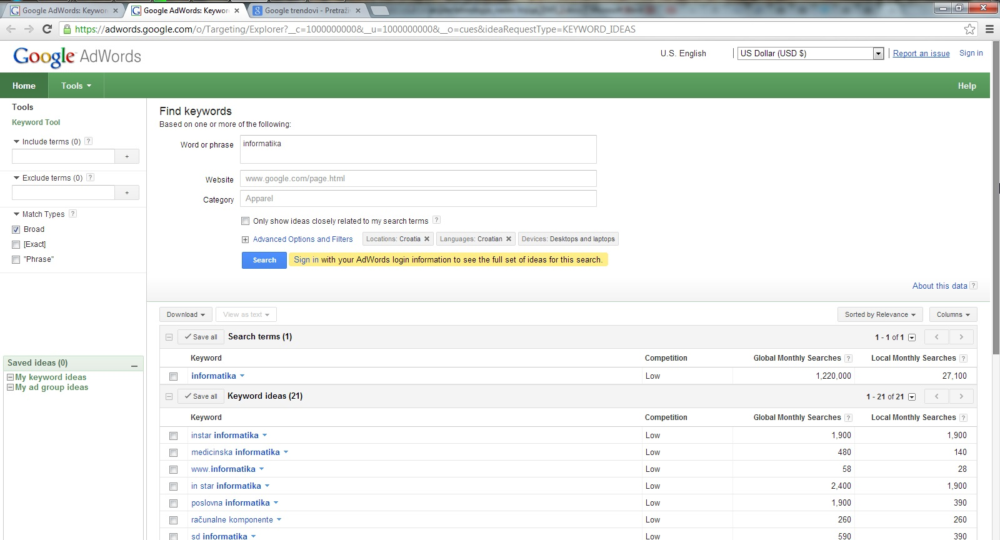 Google AdWords: Keywor
Google AdWords: Keywor
Google trendovi - Pretraži
https://adwords.google.com/o/Targeting/Explorer?__c=1000000000&__u=1000000000&__o=cues&ideaRequestType=KEYWORD_IDEAS
Google AdWords
U.S. English
US Dollar (USD $)
Report an issue
Sign in
Home
Tools
Help
Tools
Keyword Tool
Include terms (0) ?
+
Exclude terms (0) ?
+
Match Types ?
Broad
[Exact]
"Phrase"
Saved ideas (0)
My keyword ideas
My ad group ideas
Find keywords
Based on one or more of the following:
Word or phrase informatika
Website www.google.com/page.html
Category Apparel
Only show ideas closely related to my search terms ?
Advanced Options and Filters Locations: Croatia Languages: Croatian Devices: Desktops and laptops
Search Sign in with your AdWords login information to see the full set of ideas for this search.
About this data ?
Download View as text Sorted by Relevance Columns
Save all Search terms (1) 1 - 1 of 1
Keyword Competition Global Monthly Searches ? Local Monthly Searches ?
informatika Low 1,220,000 27,100
Save all Keyword ideas (21) 1 - 21 of 21
Keyword Competition Global Monthly Searches ? Local Monthly Searches ?
instar informatika Low 1,900 1,900
medicinska informatika Low 480 140
www.informatika Low 58 28
in star informatika Low 2,400 1,900
poslovna informatika Low 1,900 390
računalne komponente Low 260 260
sd informatika Low 590 390